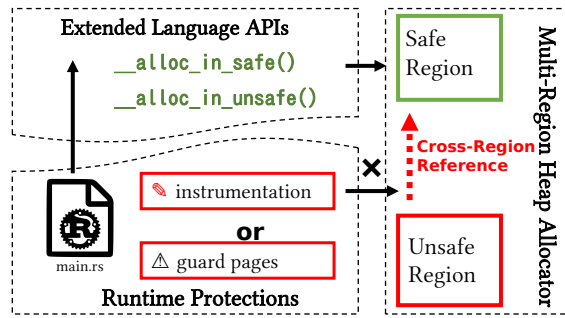 Extended Language APIs
__alloc_in_safe()
__alloc_in_unsafe()
Safe
Region
Cross-Region
Reference
Multi-Region Heap Allocator
R
main.rs
instrumentation
or
guard pages
Unsafe
Region
Runtime Protections